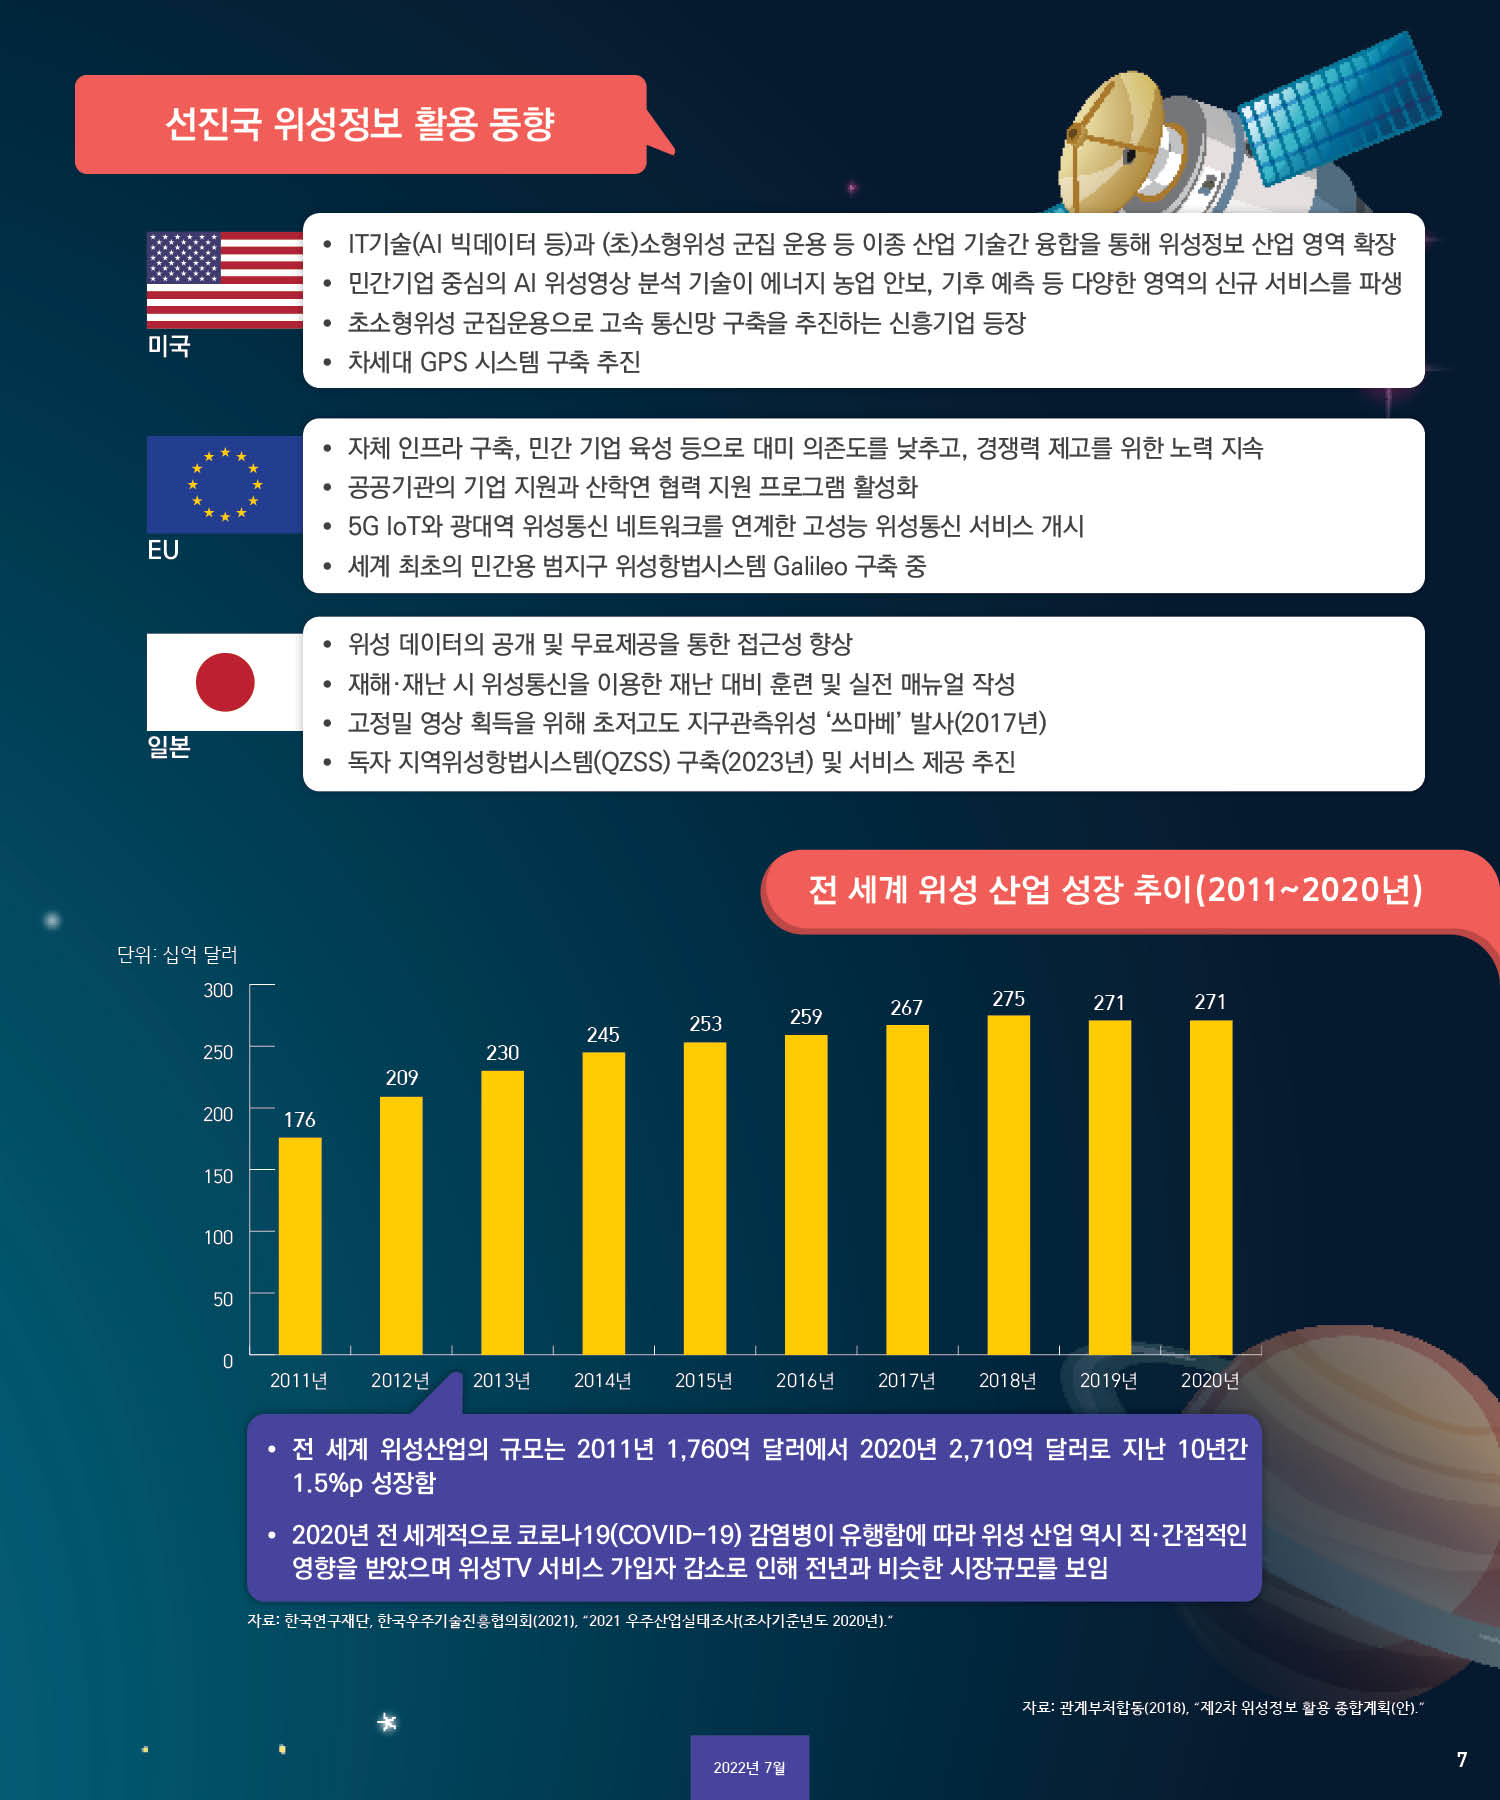 선진국 위성정보 활용 동향
• IT기술(AI 빅데이터 등)과 (초)소형위성 군집 운용 등 이종 산업 기술간 융합을 통해 위성정보 산업 영역 확장
• 민간기업 중심의 AI 위성영상 분석 기술이 에너지 농업 안보, 기후 예측 등 다양한 영역의 신규 서비스를 파생
• 초소형위성 군집운용으로 고속 통신망 구축을 추진하는 신흥기업 등장
• 차세대 GPS 시스템 구축 추진
미국
• 자체 인프라 구축, 민간 기업 육성 등으로 대미 의존도를 낮추고, 경쟁력 제고를 위한 노력 지속
• 공공기관의 기업 지원과 산학연 협력 지원 프로그램 활성화
• 5G IoT와 광대역 위성통신 네트워크를 연계한 고성능 위성통신 서비스 개시
• 세계 최초의 민간용 범지구 위성항법시스템 Galileo 구축 중
EU
• 위성 데이터의 공개 및 무료제공을 통한 접근성 향상
• 재해·재난 시 위성통신을 이용한 재난 대비 훈련 및 실전 매뉴얼 작성
• 고정밀 영상 획득을 위해 초저고도 지구관측위성 ‘쓰마베’ 발사(2017년)
• 독자 지역위성항법시스템(QZSS) 구축(2023년) 및 서비스 제공 추진
일본
전 세계 위성 산업 성장 추이(2011~2020년)
단위: 십억 달러
300
250
200
150
100
50
0
176
209
230
245
253
259
267
275
271
271
2011년
2012년
2013년
2014년
2015년
2016년
2017년
2018년
2019년
2020년
• 전 세계 위성산업의 규모는 2011년 1,760억 달러에서 2020년 2,710억 달러로 지난 10년간
1.5%p 성장함
• 2020년 전 세계적으로 코로나19(COVID-19) 감염병이 유행함에 따라 위성 산업 역시 직·간접적인
영향을 받았으며 위성TV 서비스 가입자 감소로 인해 전년과 비슷한 시장규모를 보임
자료: 한국연구재단, 한국우주기술진흥협의회(2021), “2021 우주산업실태조사(조사기준년도 2020년).”
자료: 관계부처합동(2018), “제2차 위성정보 활용 종합계획(안).”
2022년 7월
7